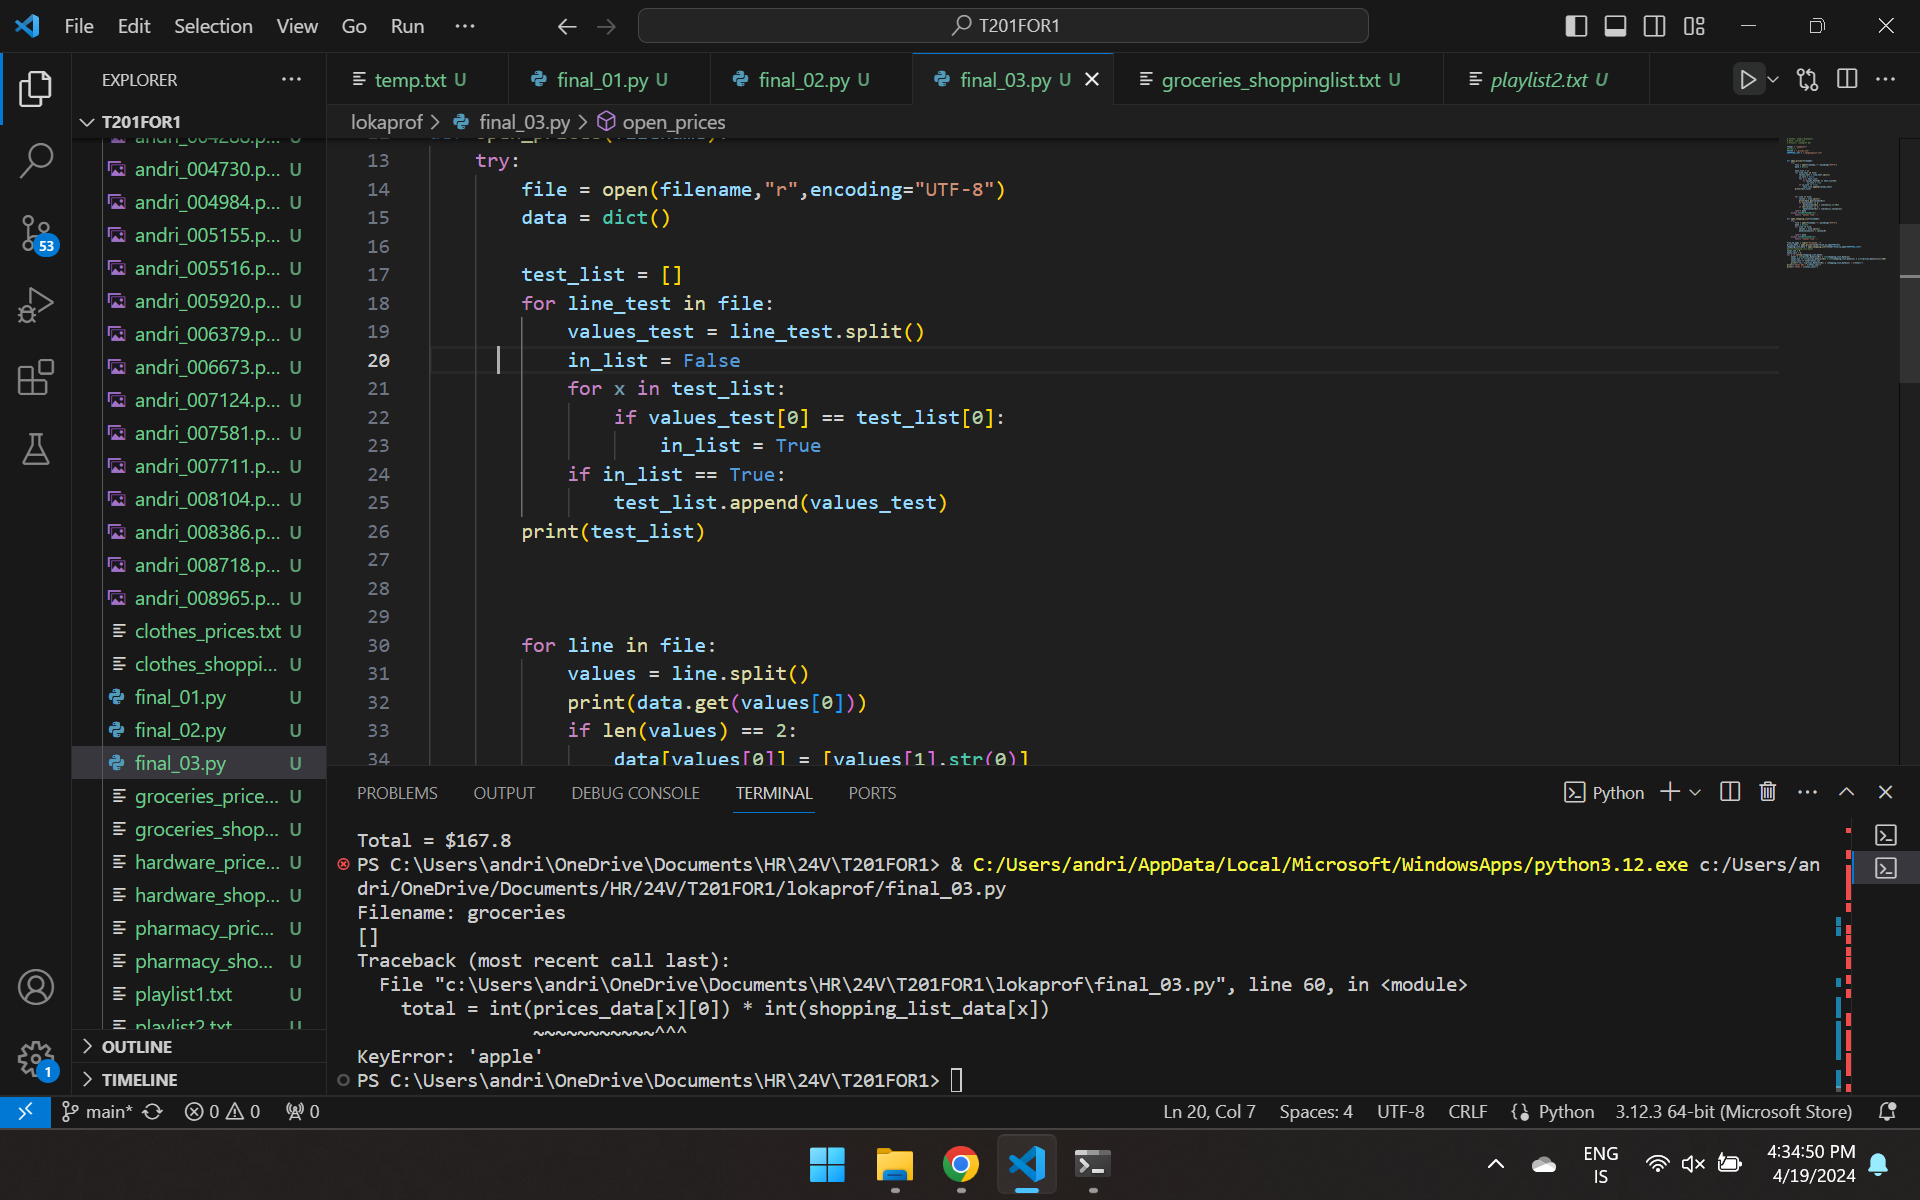 File Edit Selection View Go Run ··· T201FOR1
EXPLORER ···
temp.txt U final_01.py U final_02.py U final_03.py U groceries_shoppinglist.txt U playlist2.txt U
T201FOR1
lokaprof > final_03.py > open_prices
andri_004730.p... U
andri_004984.p... U
andri_005155.p... U
andri_005516.p... U
andri_005920.p... U
andri_006379.p... U
andri_006673.p... U
andri_007124.p... U
andri_007581.p... U
andri_007711.p... U
andri_008104.p... U
andri_008386.p... U
andri_008718.p... U
andri_008965.p... U
clothes_prices.txt U
clothes_shoppi... U
final_01.py U
final_02.py U
final_03.py U
groceries_price... U
groceries_shop... U
hardware_price... U
hardware_shop... U
pharmacy_pric... U
pharmacy_sho... U
playlist1.txt U
playlist2.txt U
OUTLINE
TIMELINE
53
1
13 try:
14 file = open(filename,"r",encoding="UTF-8")
15 data = dict()
16
17 test_list = []
18 for line_test in file:
19 values_test = line_test.split()
20 in_list = False
21 for x in test_list:
22 if values_test[0] == test_list[0]:
23 in_list = True
24 if in_list == True:
25 test_list.append(values_test)
26 print(test_list)
27
28
29
30 for line in file:
31 values = line.split()
32 print(data.get(values[0]))
33 if len(values) == 2:
34 data[values[0]] = [values[1].str(0)]
PROBLEMS OUTPUT DEBUG CONSOLE TERMINAL PORTS
Python
Total = $167.8
PS C:\Users\andri\OneDrive\Documents\HR\24V\T201FOR1> & C:/Users/andri/AppData/Local/Microsoft/WindowsApps/python3.12.exe c:/Users/an
dri/OneDrive/Documents/HR/24V/T201FOR1/lokaprof/final_03.py
Filename: groceries
[]
Traceback (most recent call last):
File "c:\Users\andri\OneDrive\Documents\HR\24V\T201FOR1\lokaprof\final_03.py", line 60, in <module>
total = int(prices_data[x][0]) * int(shopping_list_data[x])
~~~~~~~~~~~^^^
KeyError: 'apple'
PS C:\Users\andri\OneDrive\Documents\HR\24V\T201FOR1>
main* 0 0 0
Ln 20, Col 7 Spaces: 4 UTF-8 CRLF Python 3.12.3 64-bit (Microsoft Store)
ENG
IS
4:34:50 PM
4/19/2024